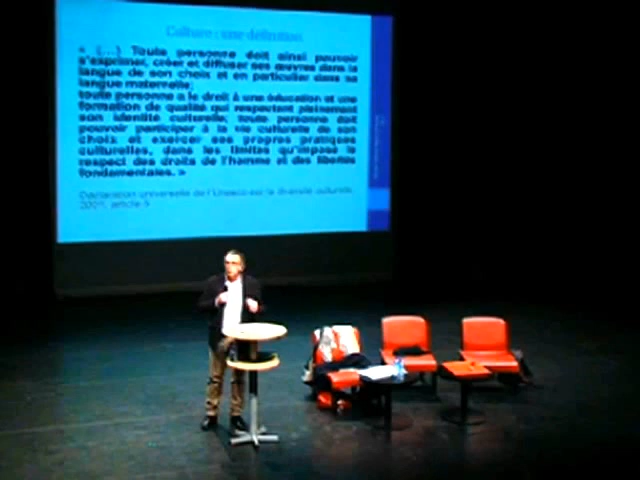 Culture : une définition
« (...) Toute personne doit ainsi pouvoir
s'exprimer, créer et diffuser ses œuvres dans la
langue de son choix et en particulier dans sa
langue maternelle;
toute personne a le droit à une éducation et une
formation de qualité qui respectent pleinement
son identité culturelle; toute personne doit
pouvoir participer à la vie culturelle de son
choix et exercer ses propres pratiques
culturelles, dans les limites qu'impose le
respect des droits de l'homme et des libertés
fondamentales. »
Déclaration universelle de l'Unesco sur la diversité culturelle,
2001, article 5